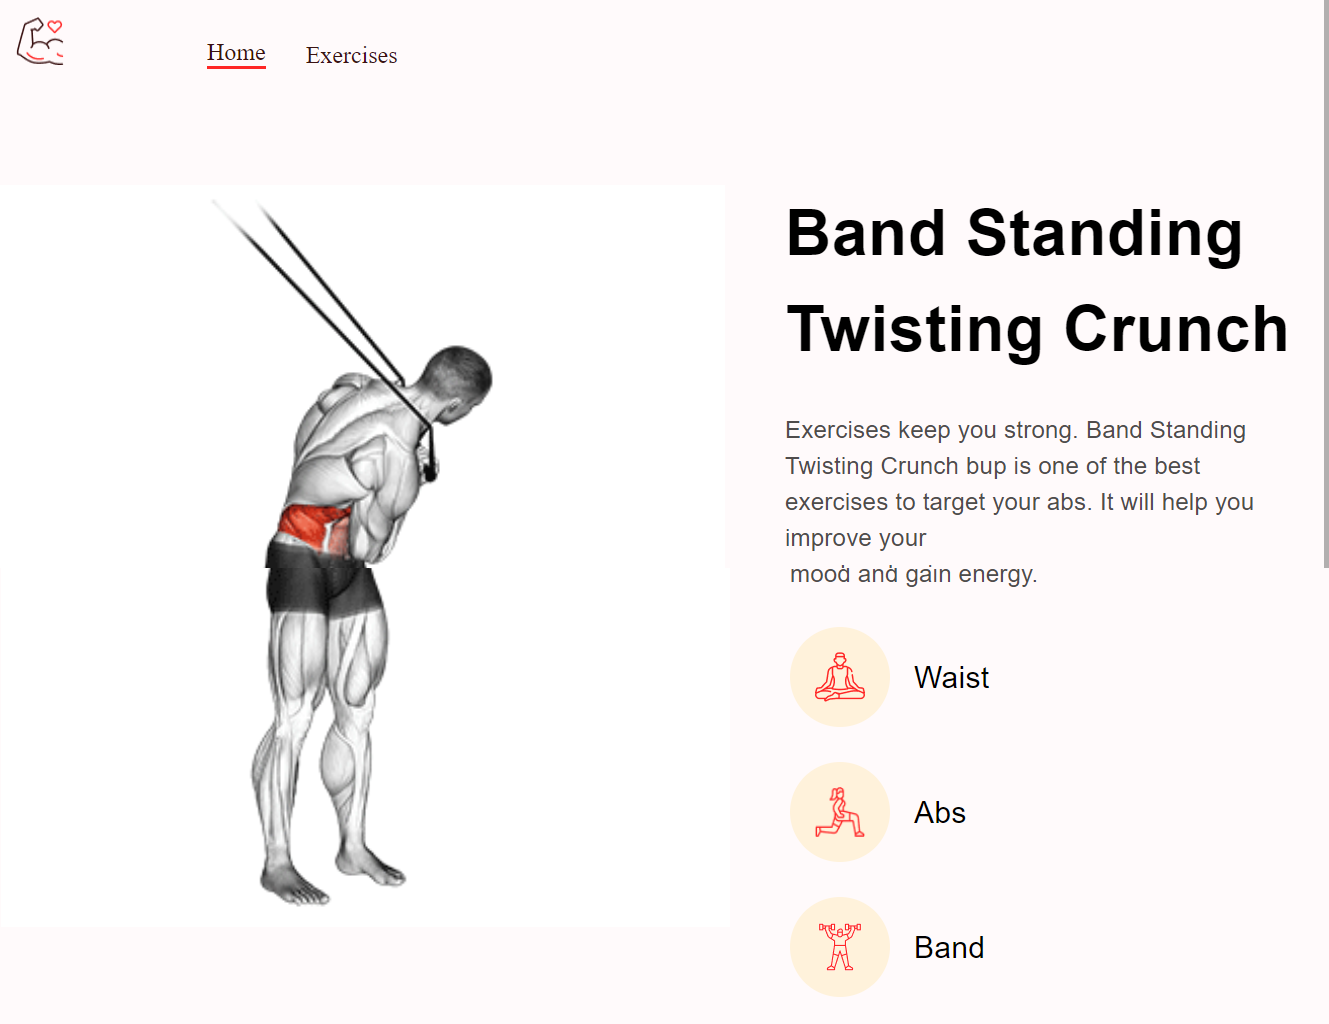 Home
Exercises
Band Standing
Twisting Crunch
Exercises keep you strong. Band Standing
Twisting Crunch bup is one of the best
exercises to target your abs. It will help you
improve your
mood and gain energy.
Waist
Abs
Band